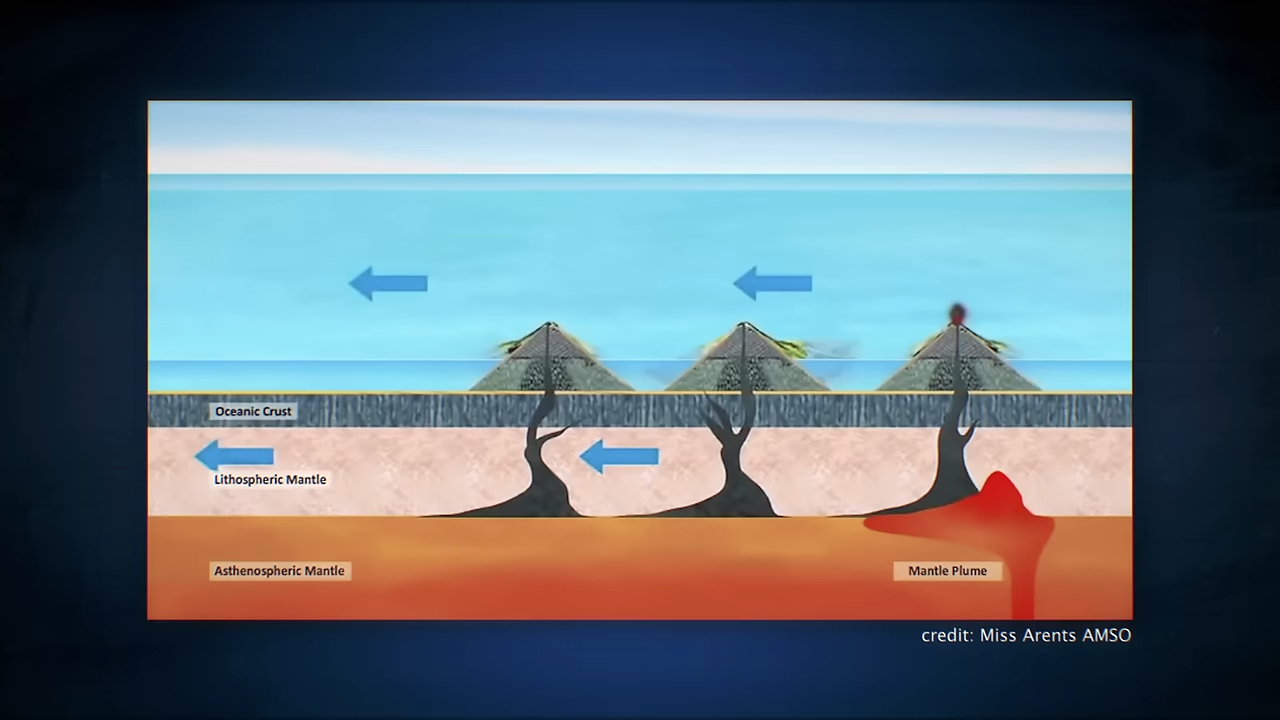 Oceanic Crust
Lithospheric Mantle
Asthenospheric Mantle
Mantle Plume
credit: Miss Arents AMSO